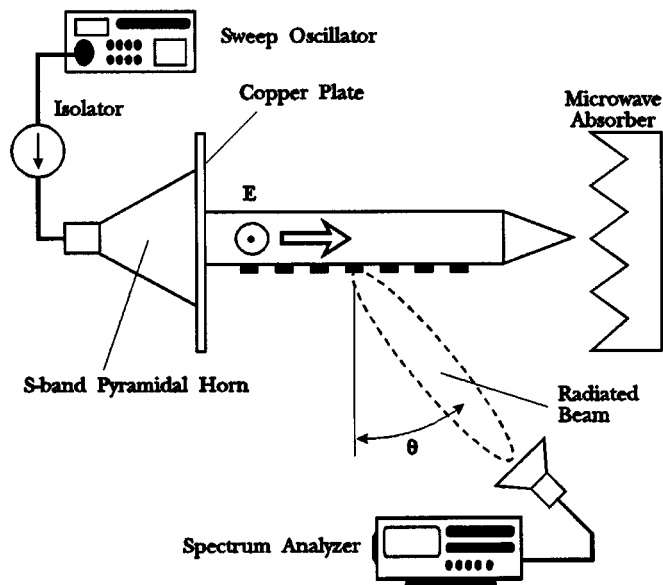 Sweep Oscillator
Isolator
Copper Plate
Microwave
Absorber
E
S-band Pyramidal Horn
Radiated
Beam
θ
Spectrum Analyzer